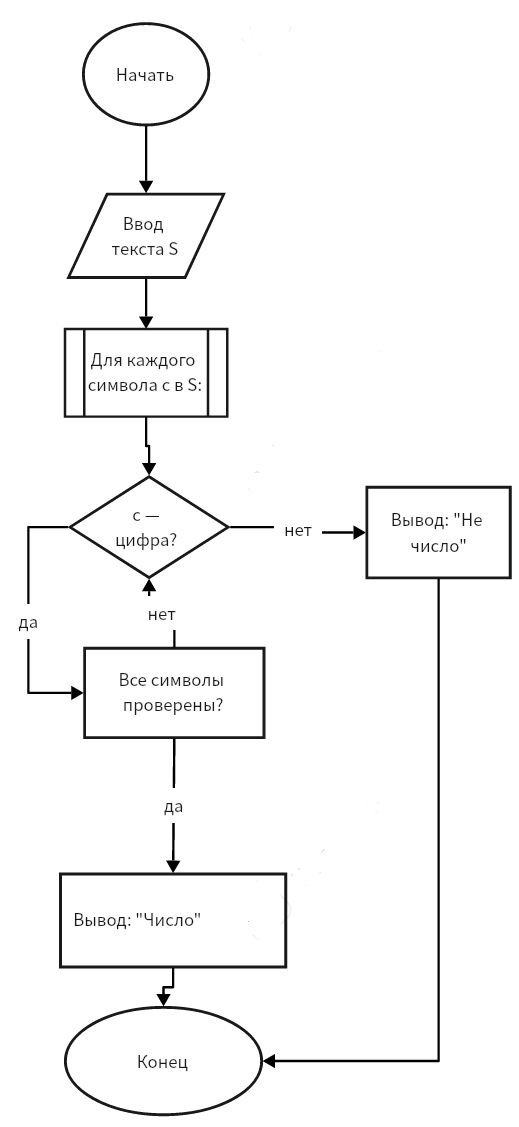 Начать
Ввод
текста S
Для каждого
символа c в S:
c —
цифра?
нет
Вывод: "Не
число"
да
нет
Все символы
проверены?
да
Вывод: "Число"
Конец